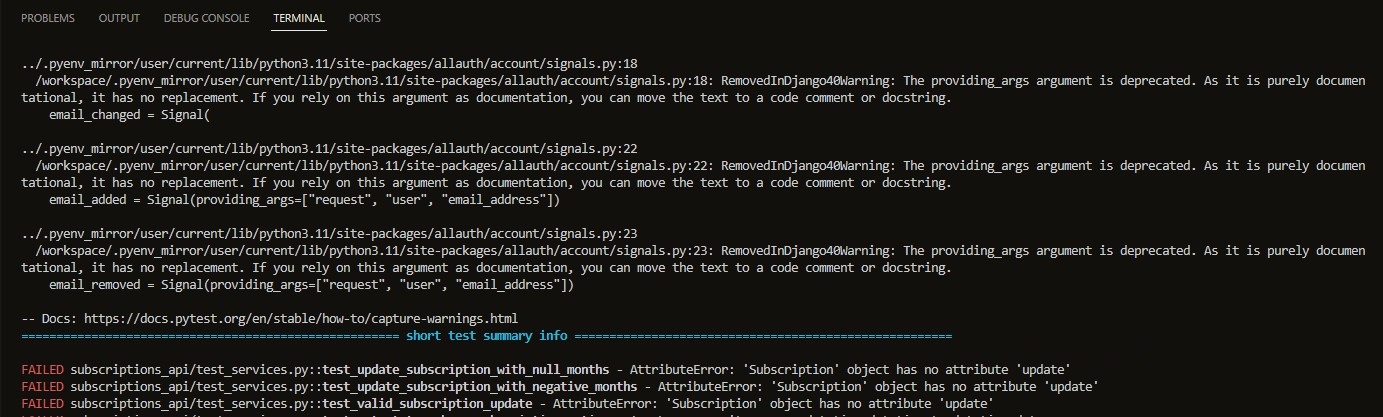 PROBLEMS OUTPUT DEBUG CONSOLE TERMINAL PORTS
../.pyenv_mirror/user/current/lib/python3.11/site-packages/allauth/account/signals.py:18
/workspace/.pyenv_mirror/user/current/lib/python3.11/site-packages/allauth/account/signals.py:18: RemovedInDjango40Warning: The providing_args argument is deprecated. As it is purely documen
tational, it has no replacement. If you rely on this argument as documentation, you can move the text to a code comment or docstring.
email_changed = Signal(
../.pyenv_mirror/user/current/lib/python3.11/site-packages/allauth/account/signals.py:22
/workspace/.pyenv_mirror/user/current/lib/python3.11/site-packages/allauth/account/signals.py:22: RemovedInDjango40Warning: The providing_args argument is deprecated. As it is purely documen
tational, it has no replacement. If you rely on this argument as documentation, you can move the text to a code comment or docstring.
email_added = Signal(providing_args=["request", "user", "email_address"])
../.pyenv_mirror/user/current/lib/python3.11/site-packages/allauth/account/signals.py:23
/workspace/.pyenv_mirror/user/current/lib/python3.11/site-packages/allauth/account/signals.py:23: RemovedInDjango40Warning: The providing_args argument is deprecated. As it is purely documen
tational, it has no replacement. If you rely on this argument as documentation, you can move the text to a code comment or docstring.
email_removed = Signal(providing_args=["request", "user", "email_address"])
-- Docs: https://docs.pytest.org/en/stable/how-to/capture-warnings.html
====================================================== short test summary info ======================================================
FAILED subscriptions_api/test_services.py::test_update_subscription_with_null_months - AttributeError: 'Subscription' object has no attribute 'update'
FAILED subscriptions_api/test_services.py::test_update_subscription_with_negative_months - AttributeError: 'Subscription' object has no attribute 'update'
FAILED subscriptions_api/test_services.py::test_valid_subscription_update - AttributeError: 'Subscription' object has no attribute 'update'